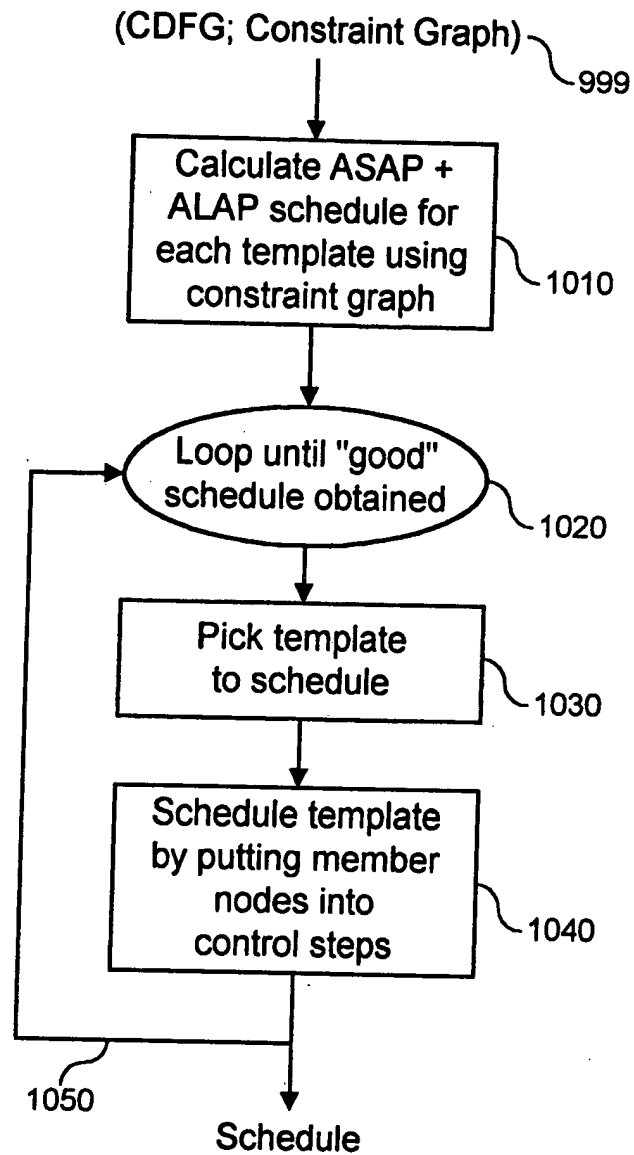 (CDFG; Constraint Graph)
999
Calculate ASAP +
ALAP schedule for
each template using
constraint graph
1010
Loop until "good"
schedule obtained
1020
Pick template
to schedule
1030
Schedule template
by putting member
nodes into
control steps
1040
1050
Schedule